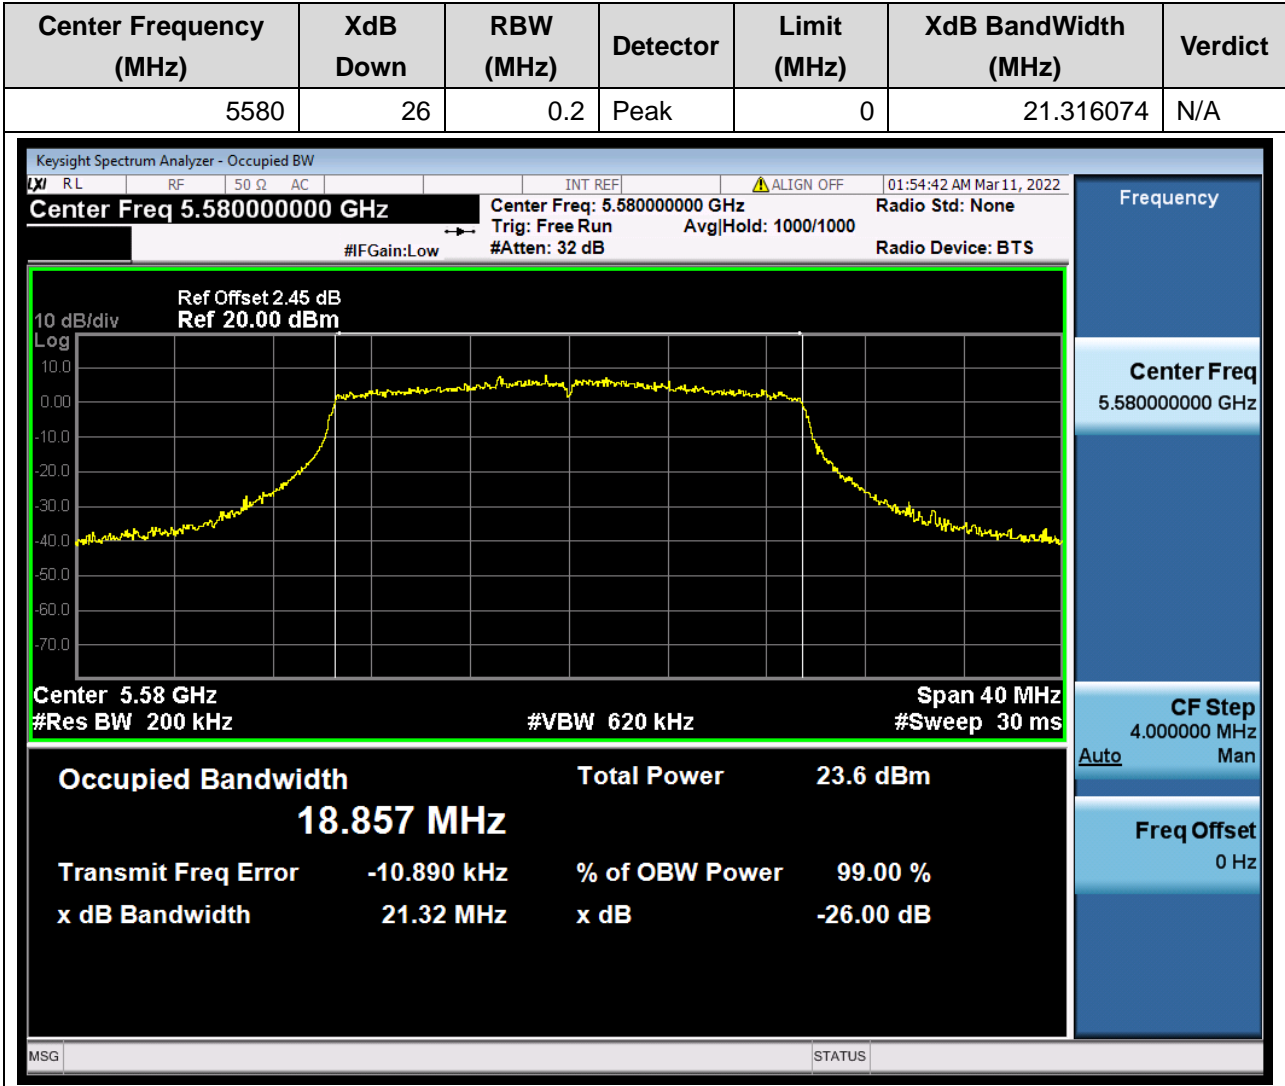 Center Frequency (MHz) XdB Down RBW (MHz) Detector Limit (MHz) XdB BandWidth (MHz) Verdict
5580 26 0.2 Peak 0 21.316074 N/A
Keysight Spectrum Analyzer - Occupied BW
LXI RL RF 50 Ω AC INT REF ALIGN OFF 01:54:42 AM Mar 11, 2022
Center Freq 5.580000000 GHz
Center Freq: 5.580000000 GHz
Radio Std: None
Trig: Free Run Avg|Hold: 1000/1000
#IFGain:Low
#Atten: 32 dB
Radio Device: BTS
Frequency
Ref Offset 2.45 dB
10 dB/div Ref 20.00 dBm
Log
10.0
0.00
-10.0
-20.0
-30.0
-40.0
-50.0
-60.0
-70.0
Center 5.58 GHz Span 40 MHz
#Res BW 200 kHz #VBW 620 kHz #Sweep 30 ms
Center Freq
5.580000000 GHz
CF Step
4.000000 MHz
Auto Man
Freq Offset
0 Hz
Occupied Bandwidth Total Power 23.6 dBm
18.857 MHz
Transmit Freq Error -10.890 kHz % of OBW Power 99.00 %
x dB Bandwidth 21.32 MHz x dB -26.00 dB
MSG STATUS